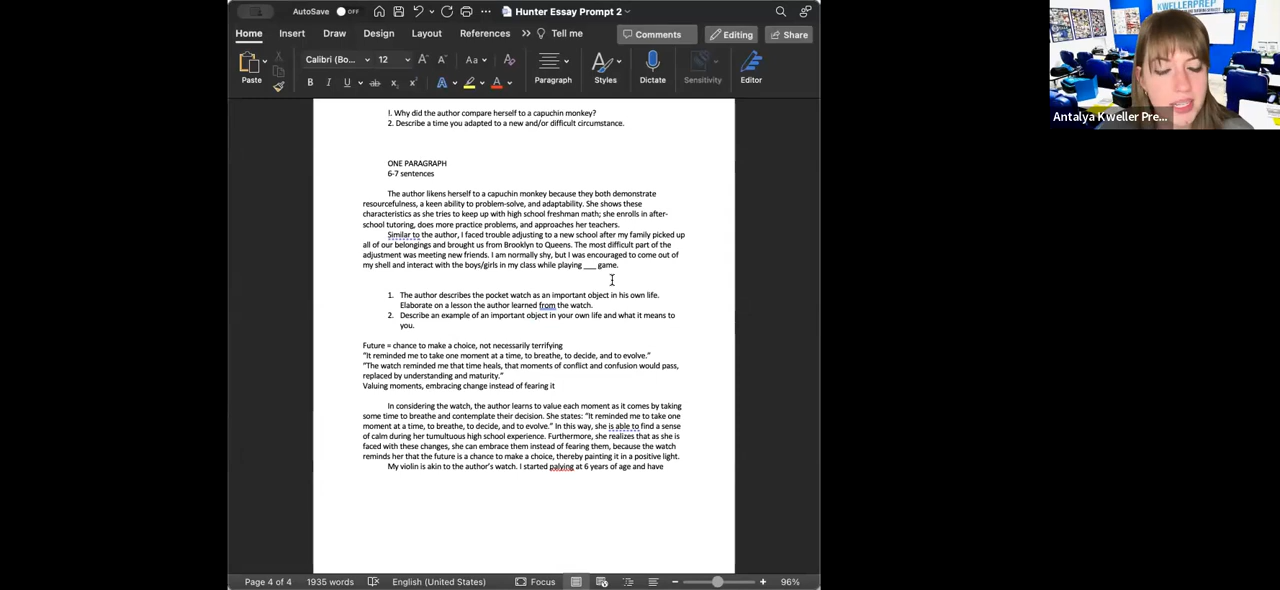 AutoSave OFF Hunter Essay Prompt 2
Home Insert Draw Design Layout References Tell me Comments Editing Share
Calibri (Bo... 12 Aa
Paste Paragraph Styles Dictate Sensitivity Editor
!. Why did the author compare herself to a capuchin monkey?
2. Describe a time you adapted to a new and/or difficult circumstance.
ONE PARAGRAPH
6-7 sentences
The author likens herself to a capuchin monkey because they both demonstrate
resourcefulness, a keen ability to problem-solve, and adaptability. She shows these
characteristics as she tries to keep up with high school freshman math; she enrolls in after-
school tutoring, does more practice problems, and approaches her teachers.
Similar to the author, I faced trouble adjusting to a new school after my family picked up
all of our belongings and brought us from Brooklyn to Queens. The most difficult part of the
adjustment was meeting new friends. I am normally shy, but I was encouraged to come out of
my shell and interact with the boys/girls in my class while playing ___ game.
1. The author describes the pocket watch as an important object in his own life.
Elaborate on a lesson the author learned from the watch.
2. Describe an example of an important object in your own life and what it means to
you.
Future = chance to make a choice, not necessarily terrifying
“It reminded me to take one moment at a time, to breathe, to decide, and to evolve.”
“The watch reminded me that time heals, that moments of conflict and confusion would pass,
replaced by understanding and maturity.”
Valuing moments, embracing change instead of fearing it
In considering the watch, the author learns to value each moment as it comes by taking
some time to breathe and contemplate their decision. She states: “It reminded me to take one
moment at a time, to breathe, to decide, and to evolve.” In this way, she is able to find a sense
of calm during her tumultuous high school experience. Furthermore, she realizes that as she is
faced with these changes, she can embrace them instead of fearing them, because the watch
reminds her that the future is a chance to make a choice, thereby painting it in a positive light.
My violin is akin to the author’s watch. I started palying at 6 years of age and have
Page 4 of 4 1935 words English (United States) Focus 96%
KWELLERPREP
Antalya Kweller Pre...